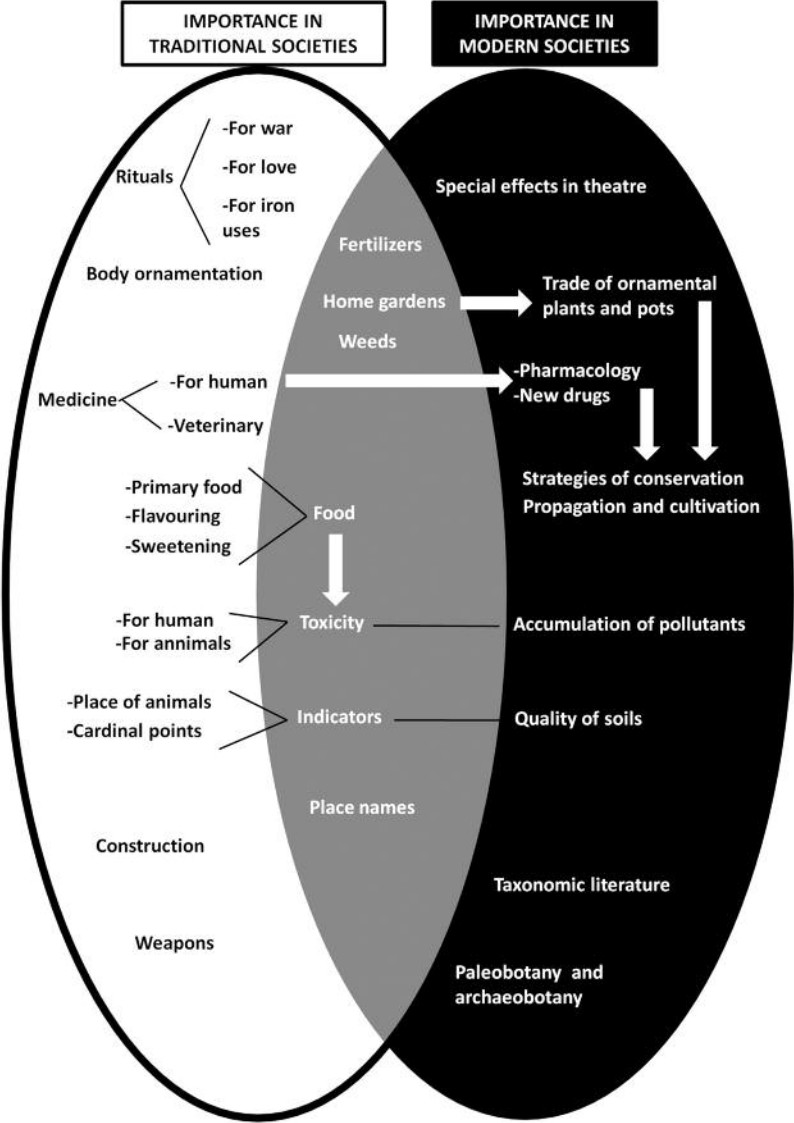 IMPORTANCE IN
TRADITIONAL SOCIETIES
IMPORTANCE IN
MODERN SOCIETIES
Rituals
-For war
-For love
-For iron
uses
Body ornamentation
Medicine
-For human
-Veterinary
-Primary food
-Flavouring
-Sweetening
-For human
-For annimals
-Place of animals
-Cardinal points
Construction
Weapons
Fertilizers
Home gardens
Weeds
Food
Toxicity
Indicators
Place names
Special effects in theatre
Trade of ornamental
plants and pots
-Pharmacology
-New drugs
Strategies of conservation
Propagation and cultivation
Accumulation of pollutants
Quality of soils
Taxonomic literature
Paleobotany and
archaeobotany